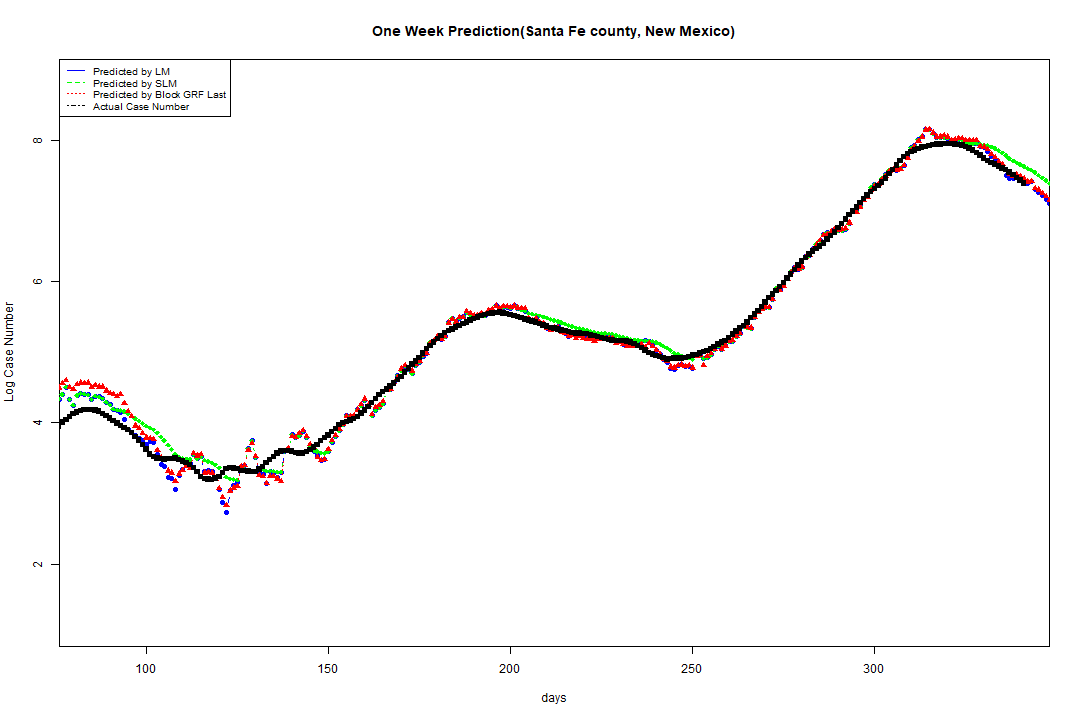 One Week Prediction(Santa Fe county, New Mexico)
Predicted by LM
Predicted by SLM
Predicted by Block GRF Last
Actual Case Number
8
6
4
2
Log Case Number
100 150 200 250 300
days